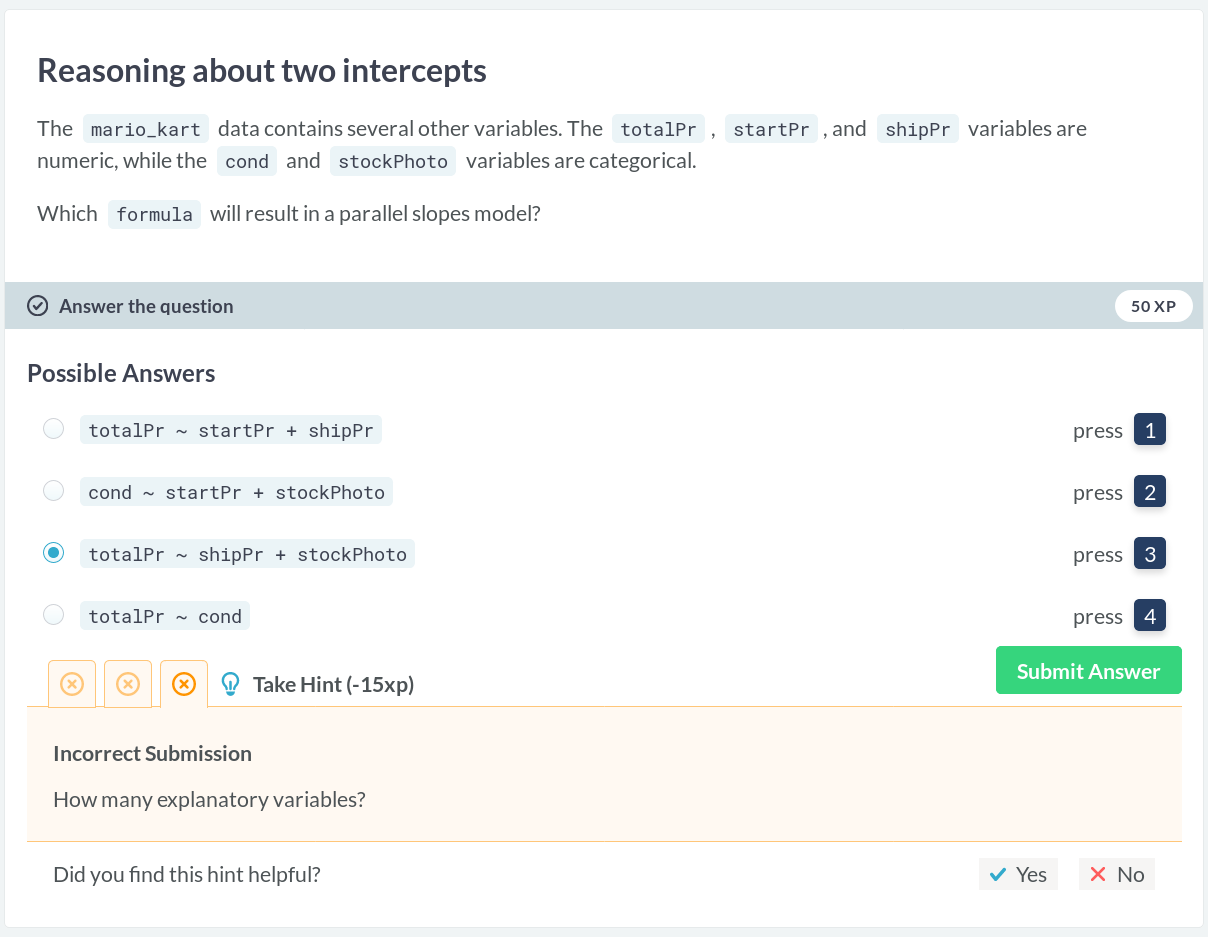 Reasoning about two intercepts
The mario_kart data contains several other variables. The totalPr , startPr , and shipPr variables are
numeric, while the cond and stockPhoto variables are categorical.
Which formula will result in a parallel slopes model?
Answer the question 50 XP
Possible Answers
totalPr ~ startPr + shipPr press 1
cond ~ startPr + stockPhoto press 2
totalPr ~ shipPr + stockPhoto press 3
totalPr ~ cond press 4
Take Hint (-15xp) Submit Answer
Incorrect Submission
How many explanatory variables?
Did you find this hint helpful? Yes No